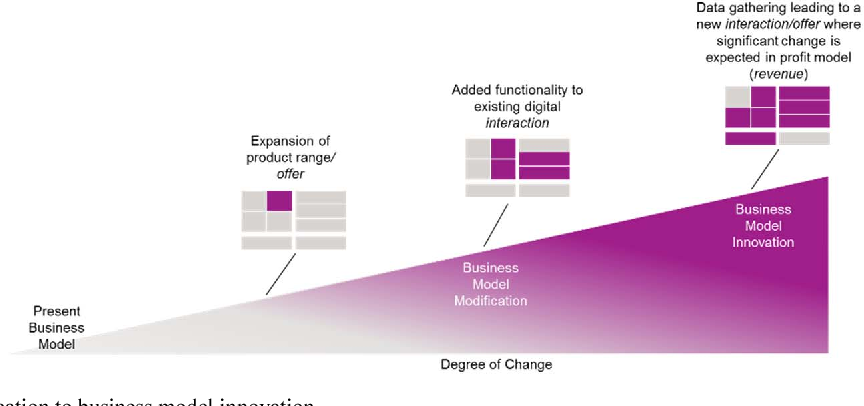 Data gathering leading to a
new interaction/offer where
significant change is
expected in profit model
(revenue)
Added functionality to
existing digital
interaction
Expansion of
product range/
offer
Business
Model
Innovation
Business
Model
Modification
Present
Business
Model
Degree of Change
to business model innovation